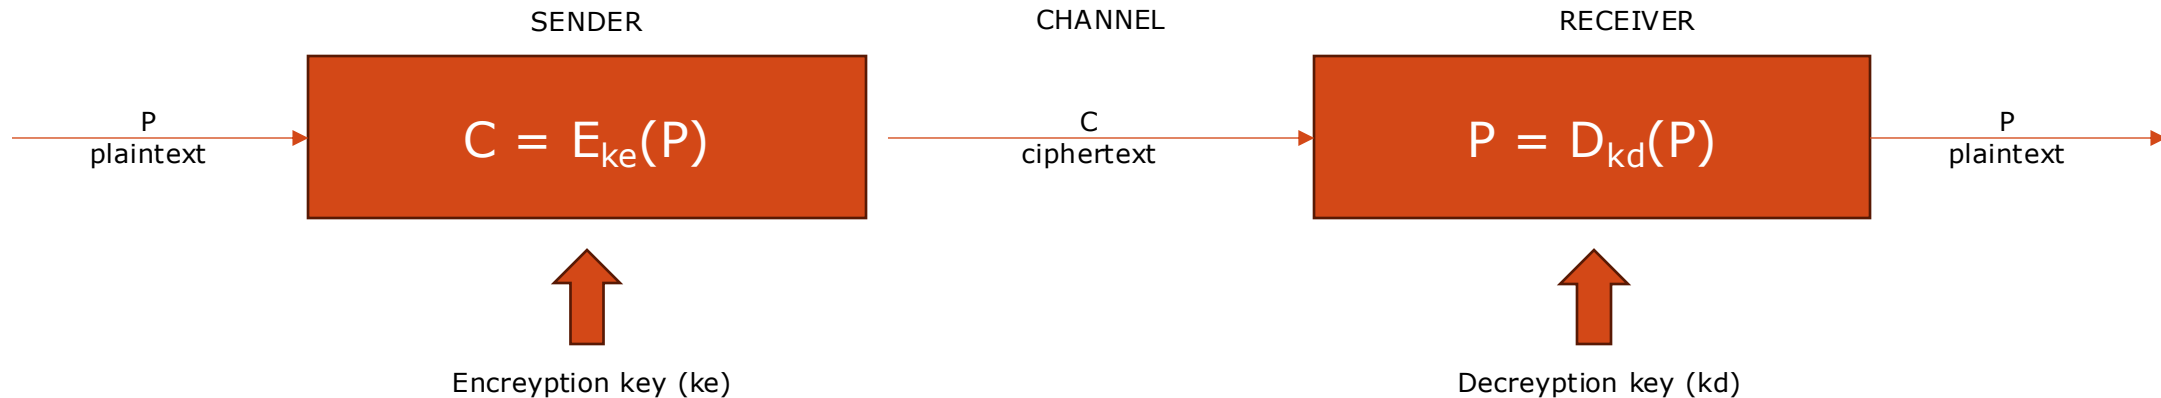 SENDER
CHANNEL
RECEIVER
P
plaintext
C = Eke(P)
C
ciphertext
P = Dkd(P)
P
plaintext
Encreyption key (ke)
Decreyption key (kd)